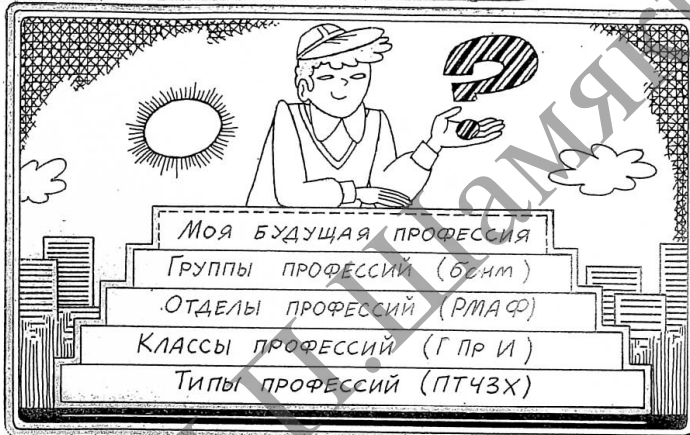 Моя будущая профессия
Группы профессий (бснм)
Отделы профессий (РМАФ)
Классы профессий (Г Пр И)
Типы профессий (ПТЧЗХ)